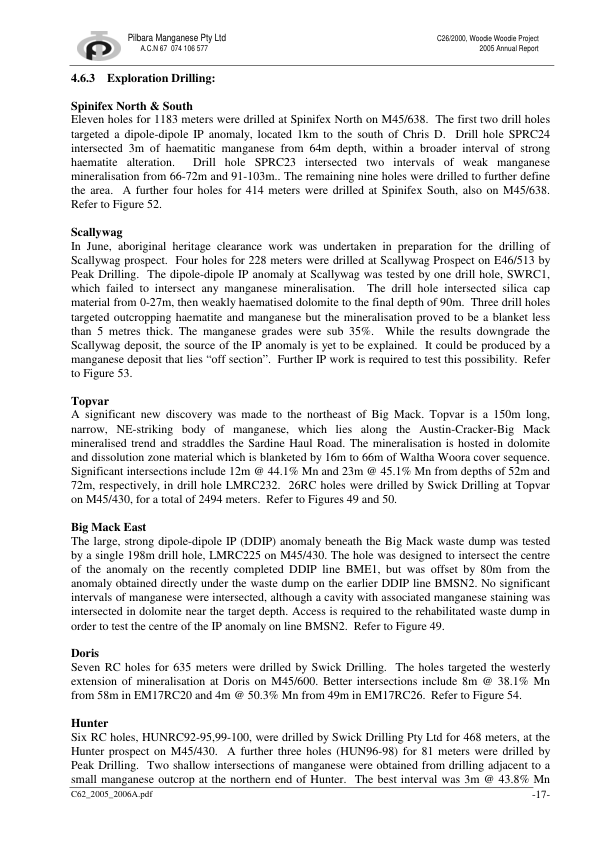 Pilbara Manganese Pty Ltd
A.C.N 67 074 106 577
C26/2000, Woodie Woodie Project
2005 Annual Report
4.6.3 Exploration Drilling:
Spinifex North & South
Eleven holes for 1183 meters were drilled at Spinifex North on M45/638. The first two drill holes
targeted a dipole-dipole IP anomaly, located 1km to the south of Chris D. Drill hole SPRC24
intersected 3m of haematitic manganese from 64m depth, within a broader interval of strong
haematite alteration. Drill hole SPRC23 intersected two intervals of weak manganese
mineralisation from 66-72m and 91-103m.. The remaining nine holes were drilled to further define
the area. A further four holes for 414 meters were drilled at Spinifex South, also on M45/638.
Refer to Figure 52.
Scallywag
In June, aboriginal heritage clearance work was undertaken in preparation for the drilling of
Scallywag prospect. Four holes for 228 meters were drilled at Scallywag Prospect on E46/513 by
Peak Drilling. The dipole-dipole IP anomaly at Scallywag was tested by one drill hole, SWRC1,
which failed to intersect any manganese mineralisation. The drill hole intersected silica cap
material from 0-27m, then weakly haematised dolomite to the final depth of 90m. Three drill holes
targeted outcropping haematite and manganese but the mineralisation proved to be a blanket less
than 5 metres thick. The manganese grades were sub 35%. While the results downgrade the
Scallywag deposit, the source of the IP anomaly is yet to be explained. It could be produced by a
manganese deposit that lies “off section”. Further IP work is required to test this possibility. Refer
to Figure 53.
Topvar
A significant new discovery was made to the northeast of Big Mack. Topvar is a 150m long,
narrow, NE-striking body of manganese, which lies along the Austin-Cracker-Big Mack
mineralised trend and straddles the Sardine Haul Road. The mineralisation is hosted in dolomite
and dissolution zone material which is blanketed by 16m to 66m of Waltha Woora cover sequence.
Significant intersections include 12m @ 44.1% Mn and 23m @ 45.1% Mn from depths of 52m and
72m, respectively, in drill hole LMRC232. 26RC holes were drilled by Swick Drilling at Topvar
on M45/430, for a total of 2494 meters. Refer to Figures 49 and 50.
Big Mack East
The large, strong dipole-dipole IP (DDIP) anomaly beneath the Big Mack waste dump was tested
by a single 198m drill hole, LMRC225 on M45/430. The hole was designed to intersect the centre
of the anomaly on the recently completed DDIP line BME1, but was offset by 80m from the
anomaly obtained directly under the waste dump on the earlier DDIP line BMSN2. No significant
intervals of manganese were intersected, although a cavity with associated manganese staining was
intersected in dolomite near the target depth. Access is required to the rehabilitated waste dump in
order to test the centre of the IP anomaly on line BMSN2. Refer to Figure 49.
Doris
Seven RC holes for 635 meters were drilled by Swick Drilling. The holes targeted the westerly
extension of mineralisation at Doris on M45/600. Better intersections include 8m @ 38.1% Mn
from 58m in EM17RC20 and 4m @ 50.3% Mn from 49m in EM17RC26. Refer to Figure 54.
Hunter
Six RC holes, HUNRC92-95,99-100, were drilled by Swick Drilling Pty Ltd for 468 meters, at the
Hunter prospect on M45/430. A further three holes (HUN96-98) for 81 meters were drilled by
Peak Drilling. Two shallow intersections of manganese were obtained from drilling adjacent to a
small manganese outcrop at the northern end of Hunter. The best interval was 3m @ 43.8% Mn
C62_2005_2006A.pdf
-17-